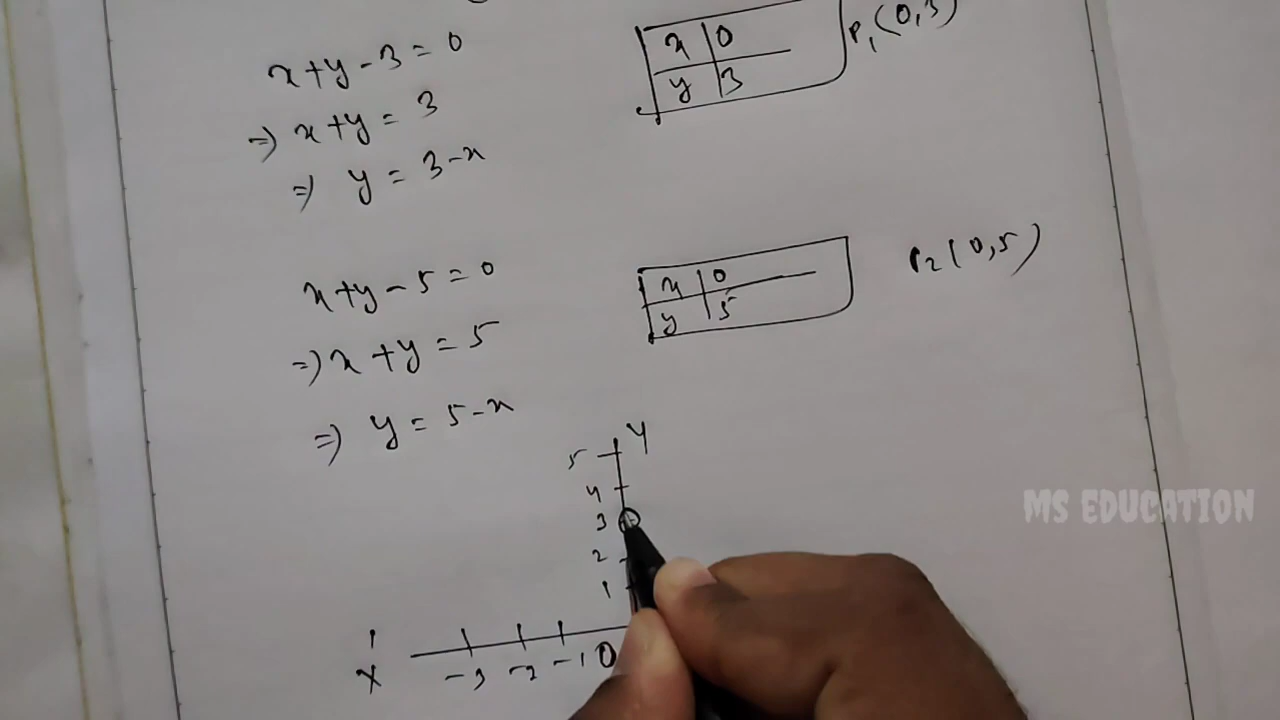 x+y-3=0
x 0
y 3
P₁(0,3)
=) x+y = 3
=) y = 3-x
x+y-5=0
x 0
y 5
P₂(0,5)
=) x+y = 5
=) y = 5-x
Y
5
4
3
2
1
X'
-3 -2 -1 0
MS EDUCATION